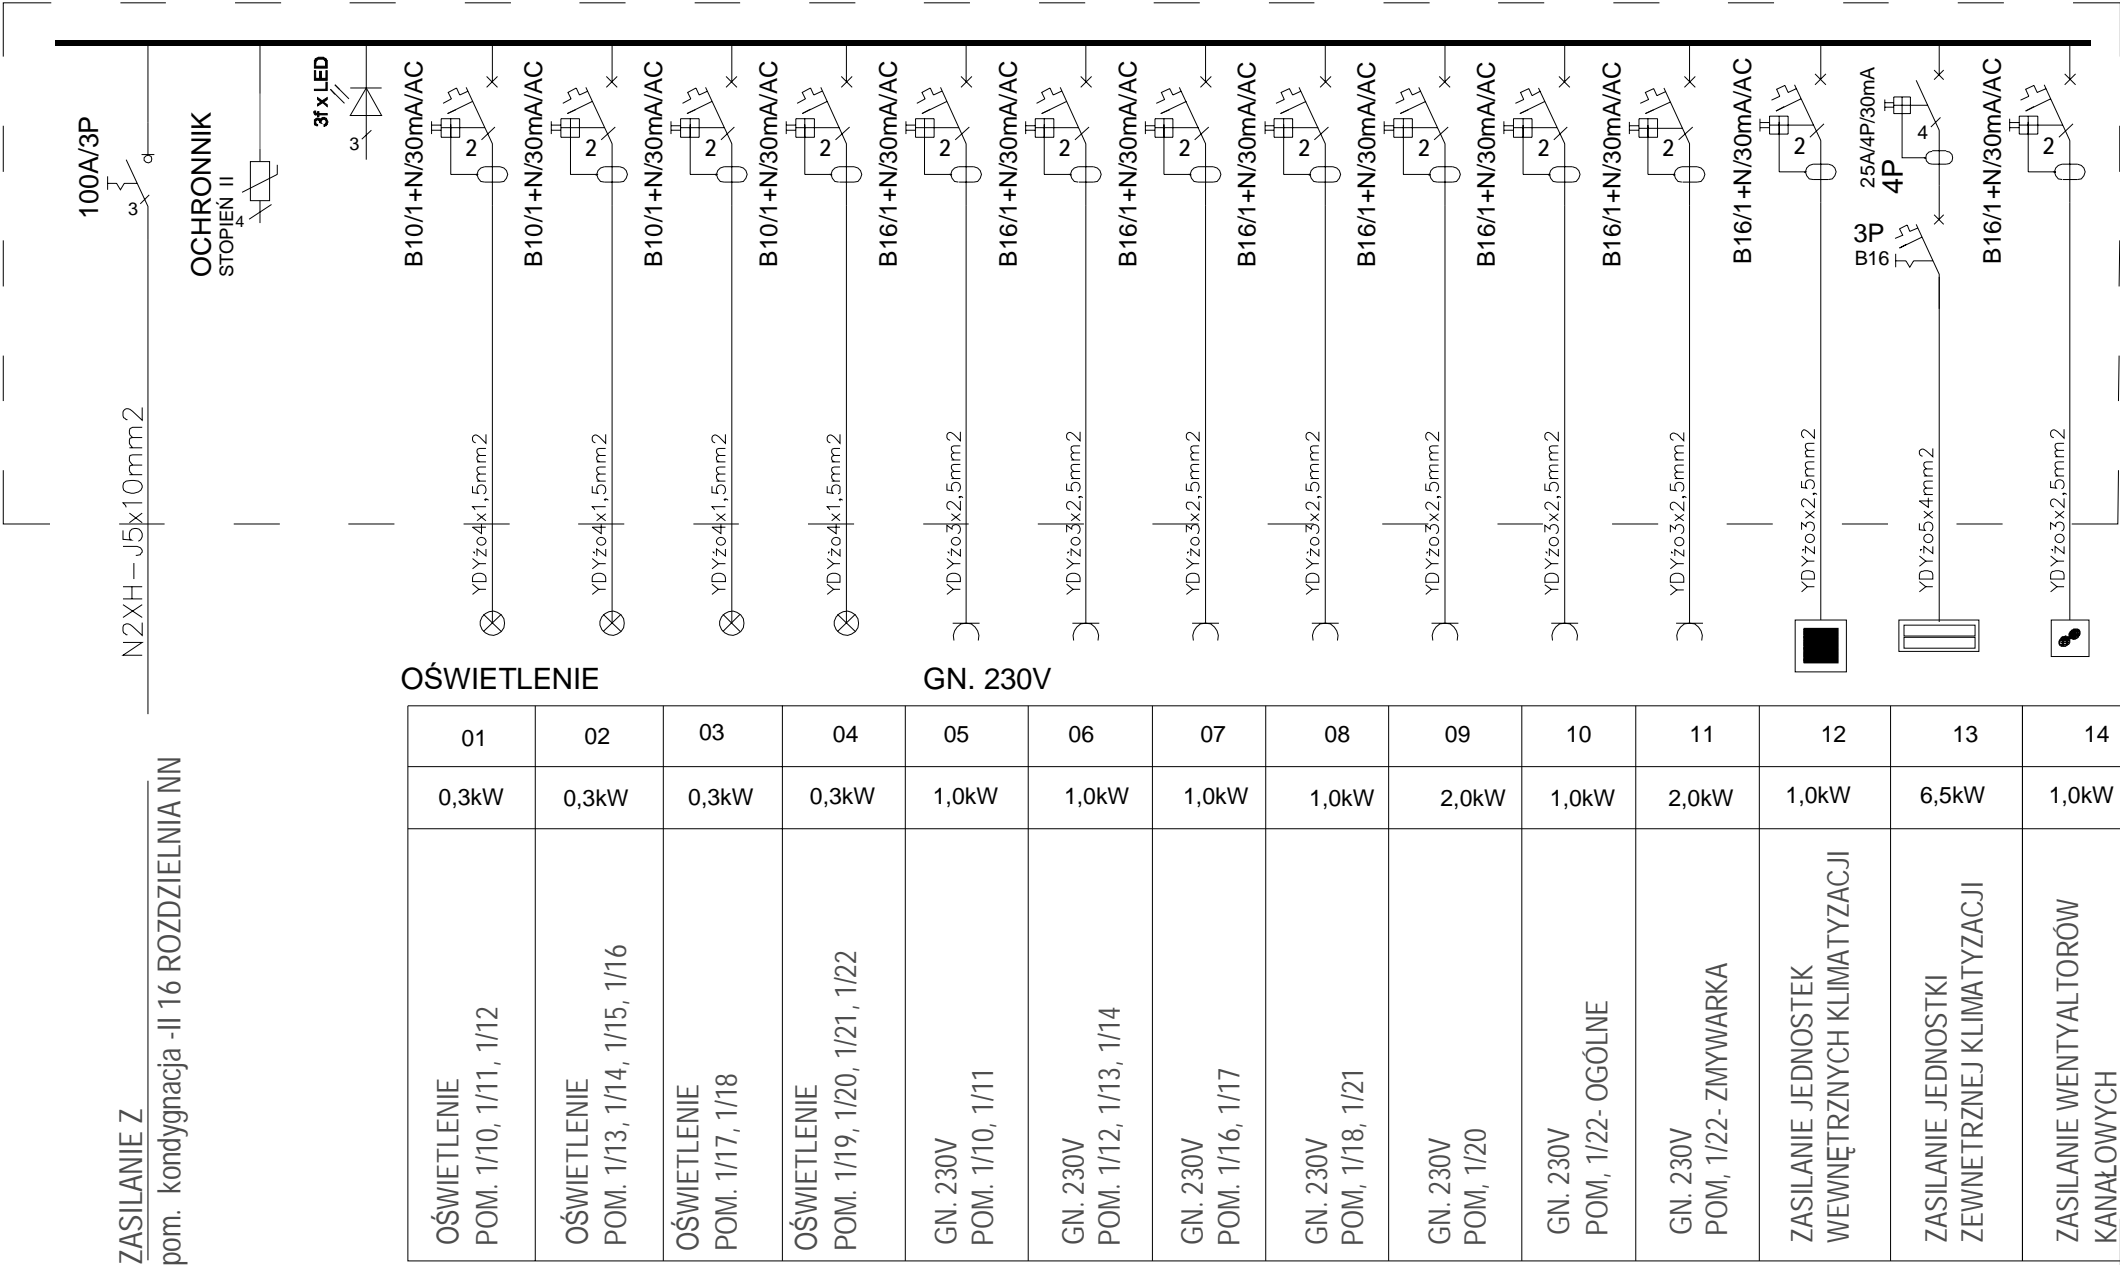 100A/3P
3
OCHRONNIK
STOPIEŃ II
4
3f x LED
3
B10/1+N/30mA/AC
2
B10/1+N/30mA/AC
2
B10/1+N/30mA/AC
2
B10/1+N/30mA/AC
2
B16/1+N/30mA/AC
2
B16/1+N/30mA/AC
2
B16/1+N/30mA/AC
2
B16/1+N/30mA/AC
2
B16/1+N/30mA/AC
2
B16/1+N/30mA/AC
2
B16/1+N/30mA/AC
2
B16/1+N/30mA/AC
2
25A/4P/30mA
4P
4
3P
B16
B16/1+N/30mA/AC
2
N2XH-J5x10mm2
YDYżo4x1,5mm2
YDYżo4x1,5mm2
YDYżo4x1,5mm2
YDYżo4x1,5mm2
YDYżo3x2,5mm2
YDYżo3x2,5mm2
YDYżo3x2,5mm2
YDYżo3x2,5mm2
YDYżo3x2,5mm2
YDYżo3x2,5mm2
YDYżo3x2,5mm2
YDYżo3x2,5mm2
YDYżo5x4mm2
YDYżo3x2,5mm2
OŚWIETLENIE
GN. 230V
01 02 03 04 05 06 07 08 09 10 11 12 13 14
0,3kW 0,3kW 0,3kW 0,3kW 1,0kW 1,0kW 1,0kW 1,0kW 2,0kW 1,0kW 2,0kW 1,0kW 6,5kW 1,0kW
ZASILANIE Z
pom. kondygnacja -II 16 ROZDZIELNIA NN
OŚWIETLENIE
POM. 1/10, 1/11, 1/12
OŚWIETLENIE
POM. 1/13, 1/14, 1/15, 1/16
OŚWIETLENIE
POM. 1/17, 1/18
OŚWIETLENIE
POM. 1/19, 1/20, 1/21, 1/22
GN. 230V
POM. 1/10, 1/11
GN. 230V
POM. 1/12, 1/13, 1/14
GN. 230V
POM. 1/16, 1/17
GN. 230V
POM, 1/18, 1/21
GN. 230V
POM, 1/20
GN. 230V
POM, 1/22- OGÓLNE
GN. 230V
POM, 1/22- ZMYWARKA
ZASILANIE JEDNOSTEK
WEWNĘTRZNYCH KLIMATYZACJI
ZASILANIE JEDNOSTKI
ZEWNETRZNEJ KLIMATYZACJI
ZASILANIE WENTYALTORÓW
KANAŁOWYCH